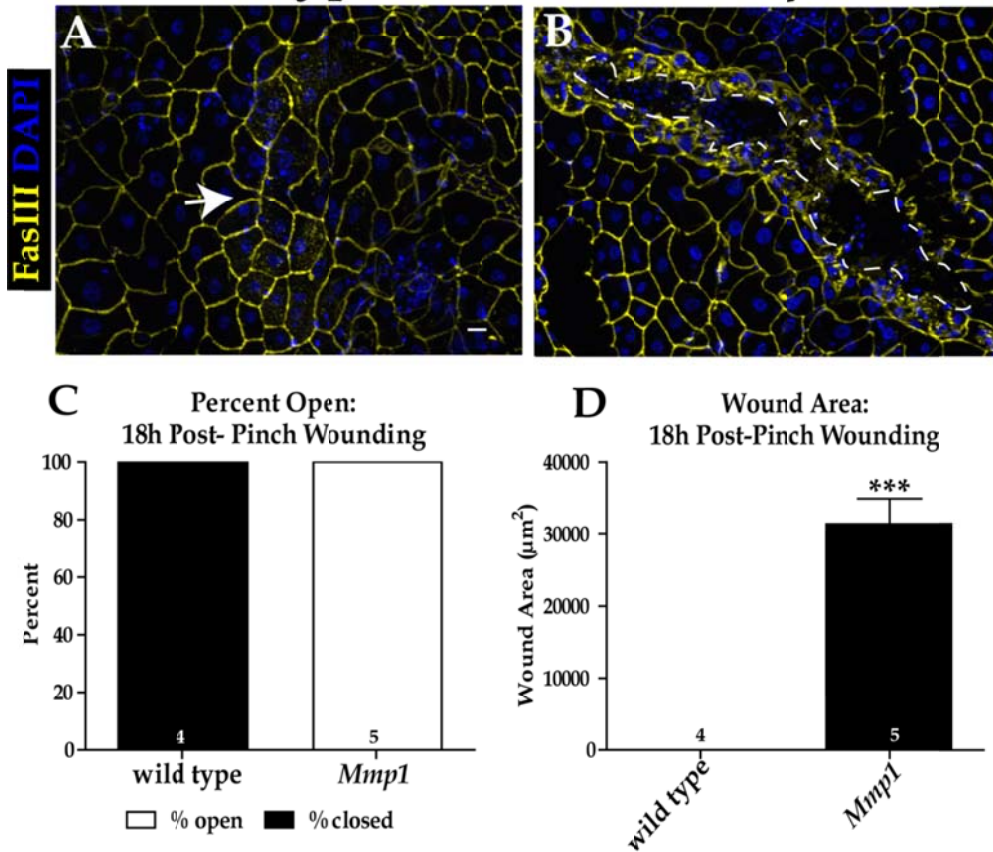 A
B
FasIII DAPI
C
Percent Open:
18h Post- Pinch Wounding
Percent
100
80
60
40
20
0
4
5
wild type
Mmp1
% open
% closed
D
Wound Area:
18h Post-Pinch Wounding
Wound Area (µm²)
40000
30000
20000
10000
0
***
4
5
wild type
Mmp1